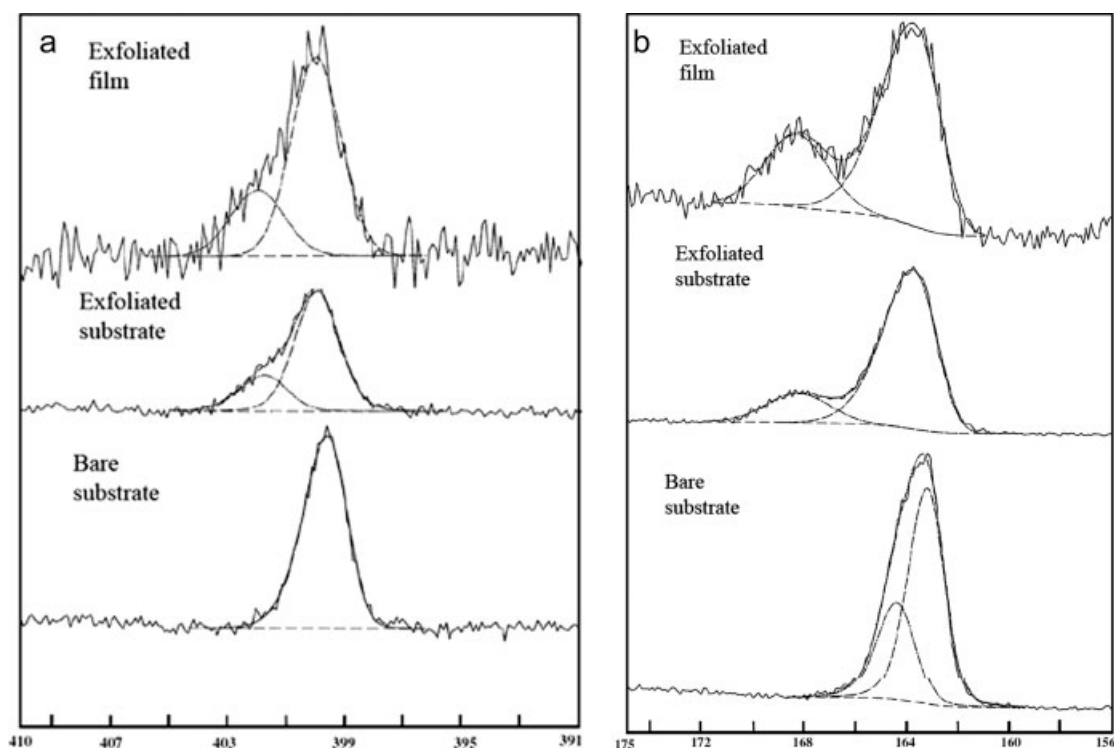 a
Exfoliated
film
Exfoliated
substrate
Bare
substrate
410 407 403 399 395 391
b
Exfoliated
film
Exfoliated
substrate
Bare
substrate
175 172 168 164 160 156